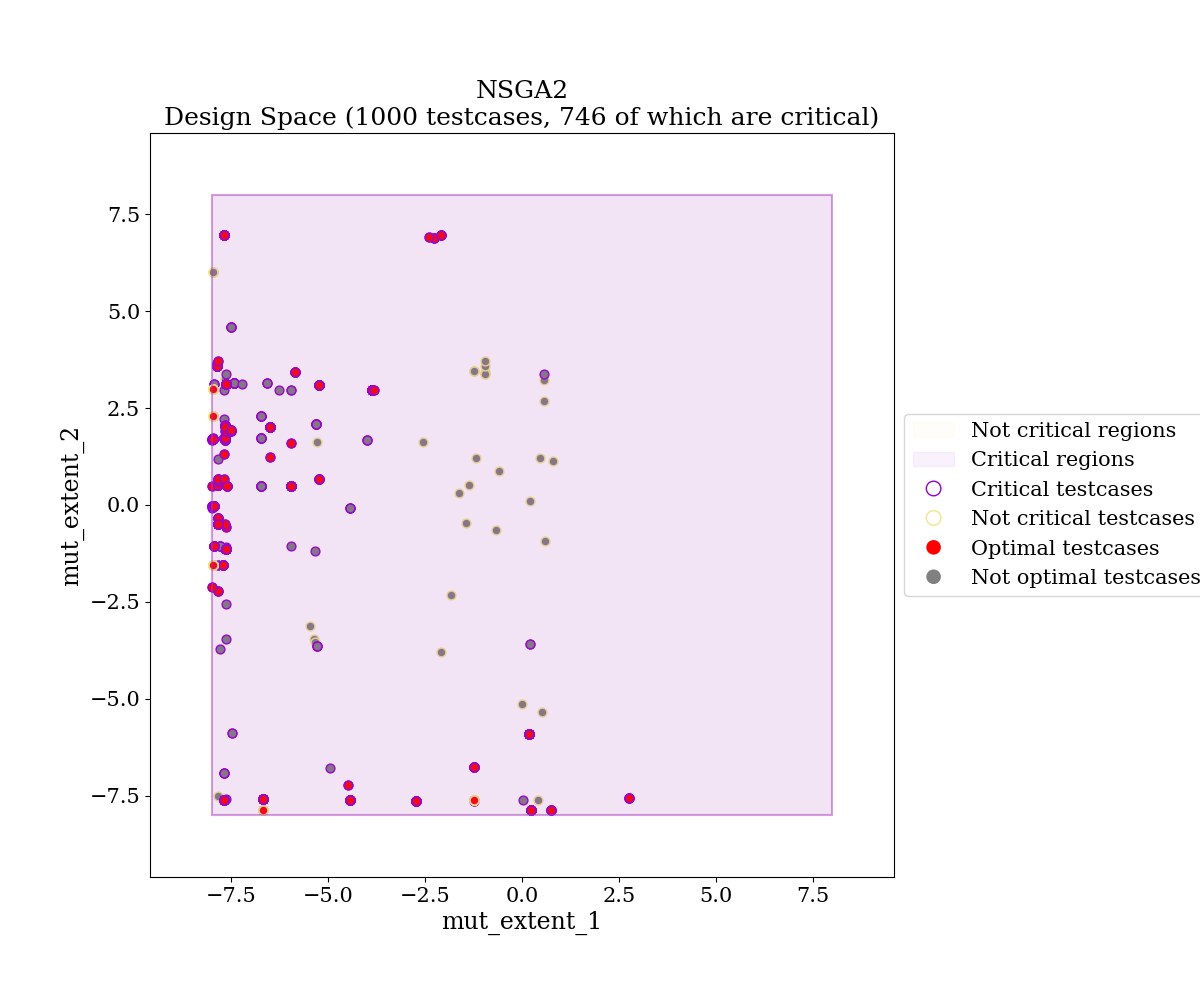 NSGA2
Design Space (1000 testcases, 746 of which are critical)
7.5
5.0
2.5
0.0
−2.5
−5.0
−7.5
mut_extent_2
−7.5
−5.0
−2.5
0.0
2.5
5.0
7.5
mut_extent_1
Not critical regions
Critical regions
Critical testcases
Not critical testcases
Optimal testcases
Not optimal testcases